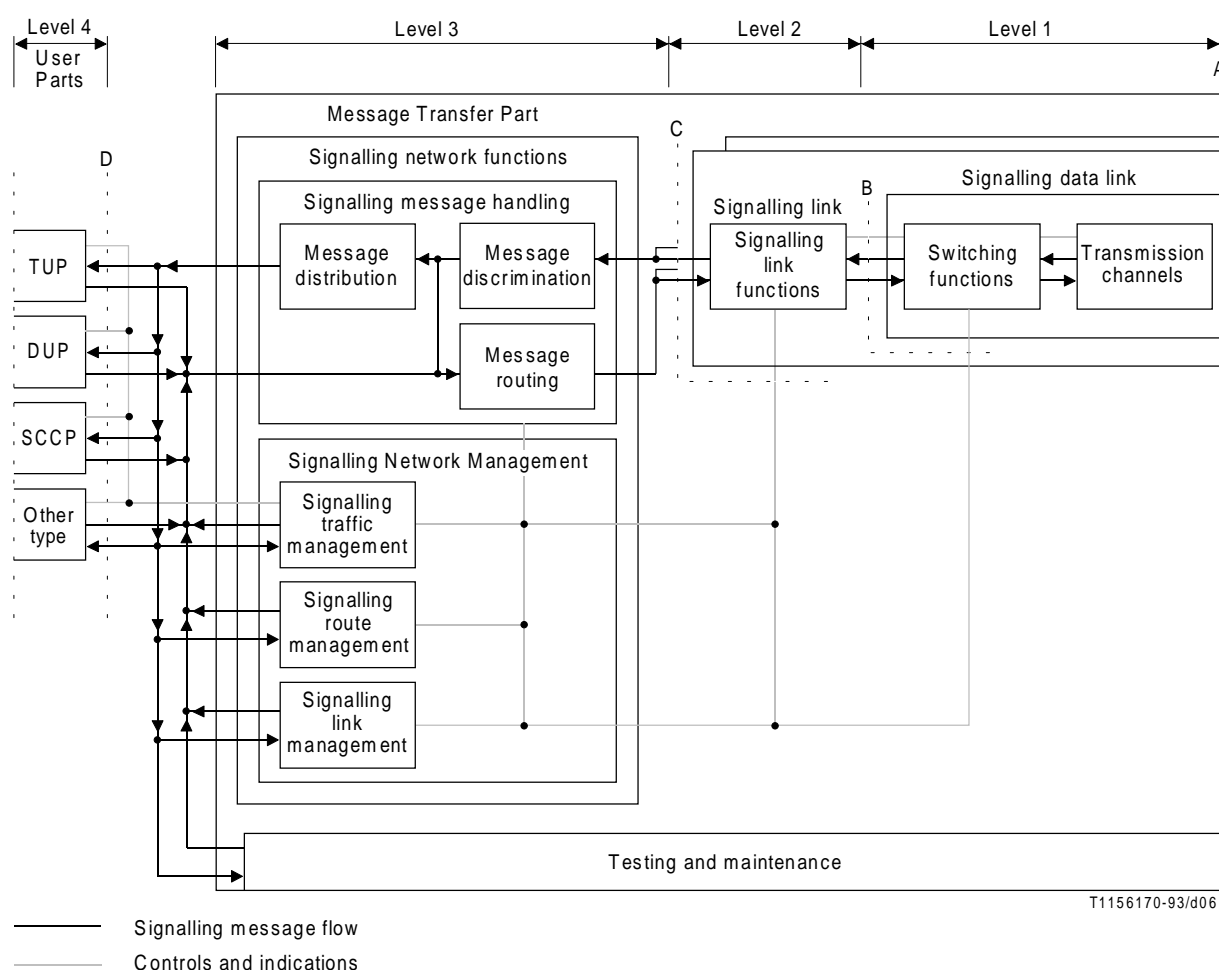 Level 4
Level 3
Level 2
Level 1
User
Parts
A
Message Transfer Part
C
D
Signalling network functions
B
Signalling data link
Signalling message handling
Signalling link
TUP
Message
distribution
Message
discrimination
Signalling
link
functions
Switching
functions
Transmission
channels
DUP
Message
routing
SCCP
Signalling Network Management
Other
type
Signalling
traffic
management
Signalling
route
management
Signalling
link
management
Testing and maintenance
T1156170-93/d06
Signalling message flow
Controls and indications